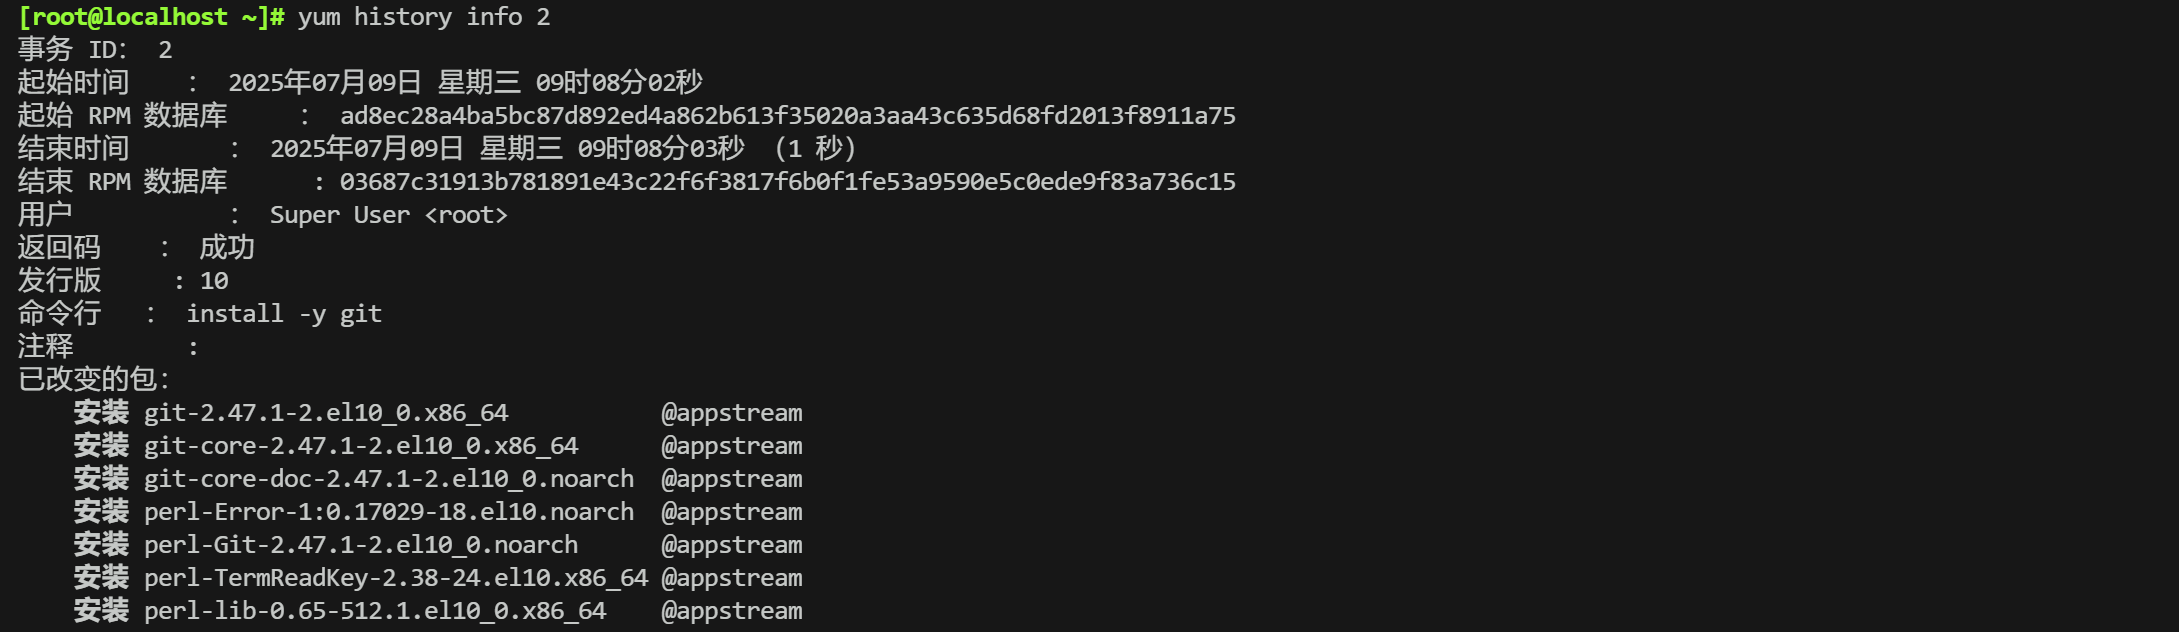 [root@localhost ~]# yum history info 2
事务 ID： 2
起始时间    ： 2025年07月09日 星期三 09时08分02秒
起始 RPM 数据库     ： ad8ec28a4ba5bc87d892ed4a862b613f35020a3aa43c635d68fd2013f8911a75
结束时间       ： 2025年07月09日 星期三 09时08分03秒 （1 秒）
结束 RPM 数据库      : 03687c31913b781891e43c22f6f3817f6b0f1fe53a9590e5c0ede9f83a736c15
用户           ： Super User <root>
返回码    ： 成功
发行版     : 10
命令行   ： install -y git
注释        :
已改变的包：
    安装 git-2.47.1-2.el10_0.x86_64           @appstream
    安装 git-core-2.47.1-2.el10_0.x86_64      @appstream
    安装 git-core-doc-2.47.1-2.el10_0.noarch  @appstream
    安装 perl-Error-1:0.17029-18.el10.noarch  @appstream
    安装 perl-Git-2.47.1-2.el10_0.noarch      @appstream
    安装 perl-TermReadKey-2.38-24.el10.x86_64 @appstream
    安装 perl-lib-0.65-512.1.el10_0.x86_64    @appstream